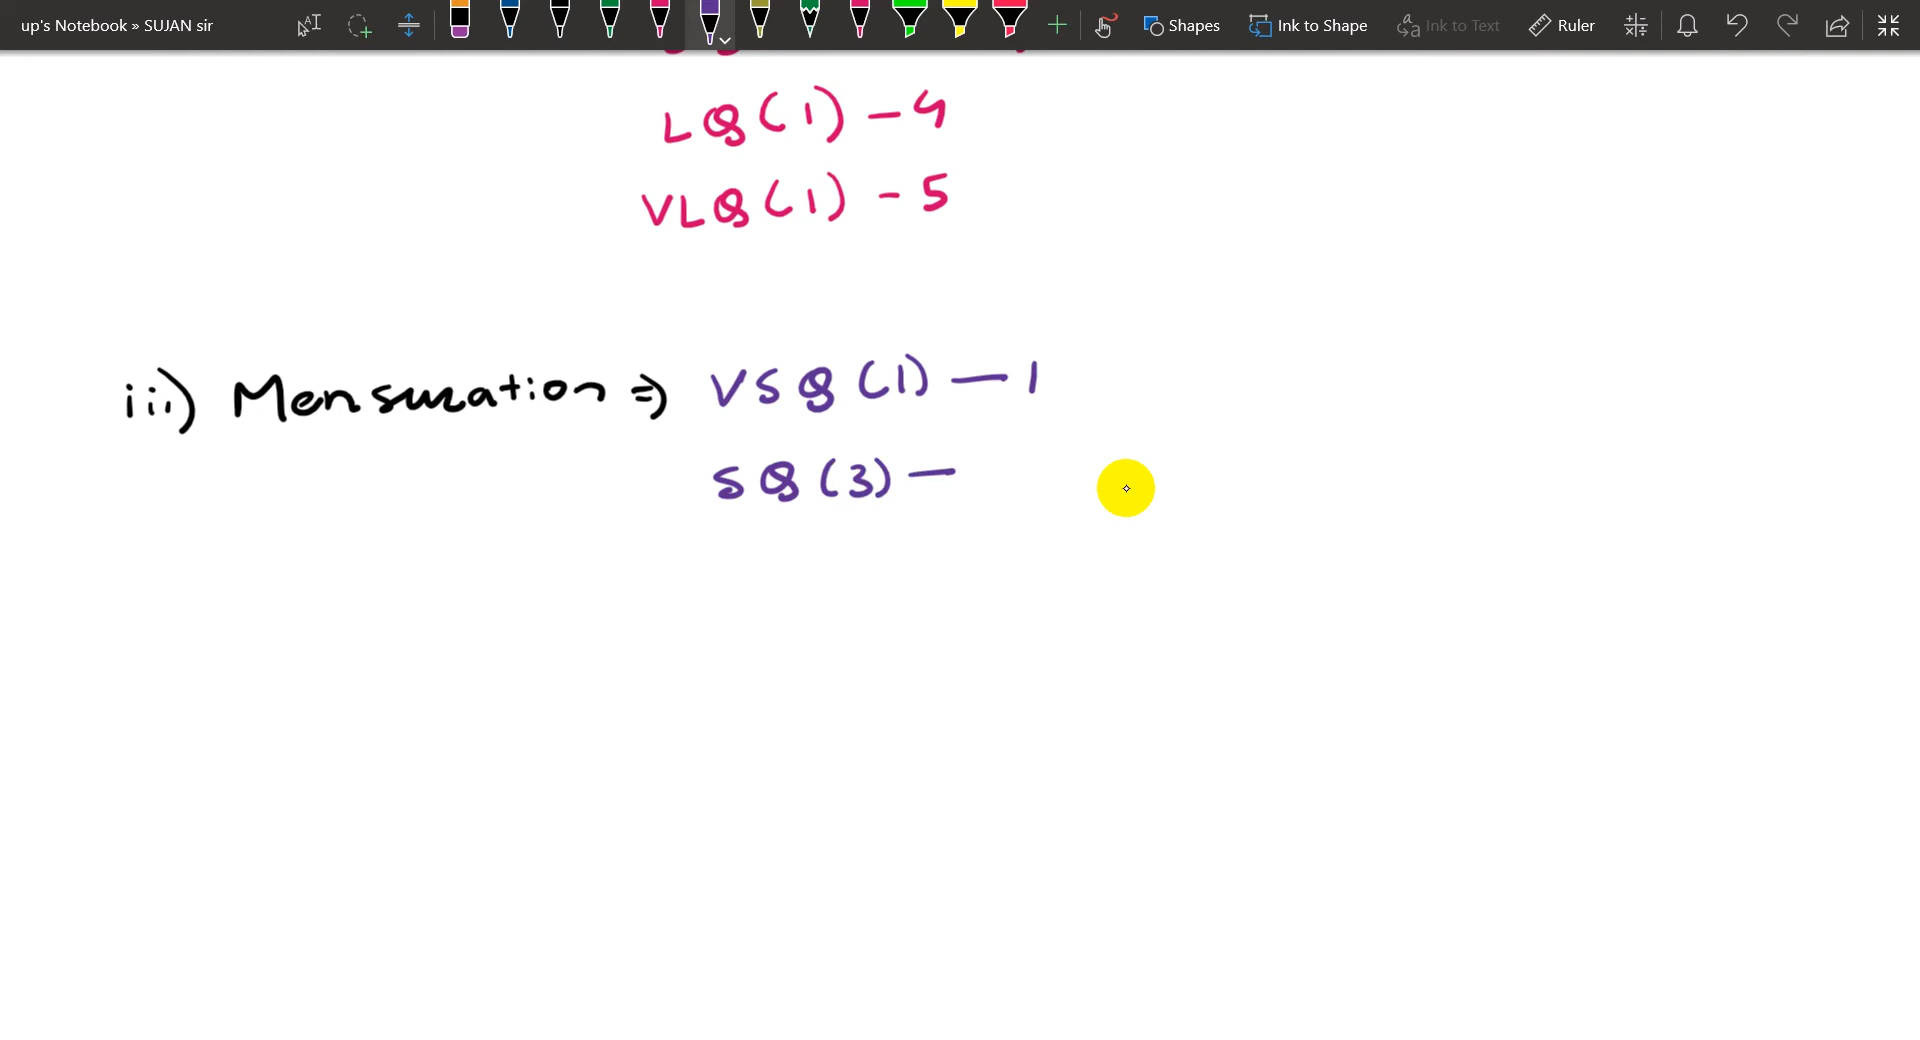 up's Notebook » SUJAN sir
Shapes
Ink to Shape
Ink to Text
Ruler
LQ(1) - 4
VLQ(1) - 5
iii) Mensuration ⇒ VSQ(1) — 1
SQ(3) —